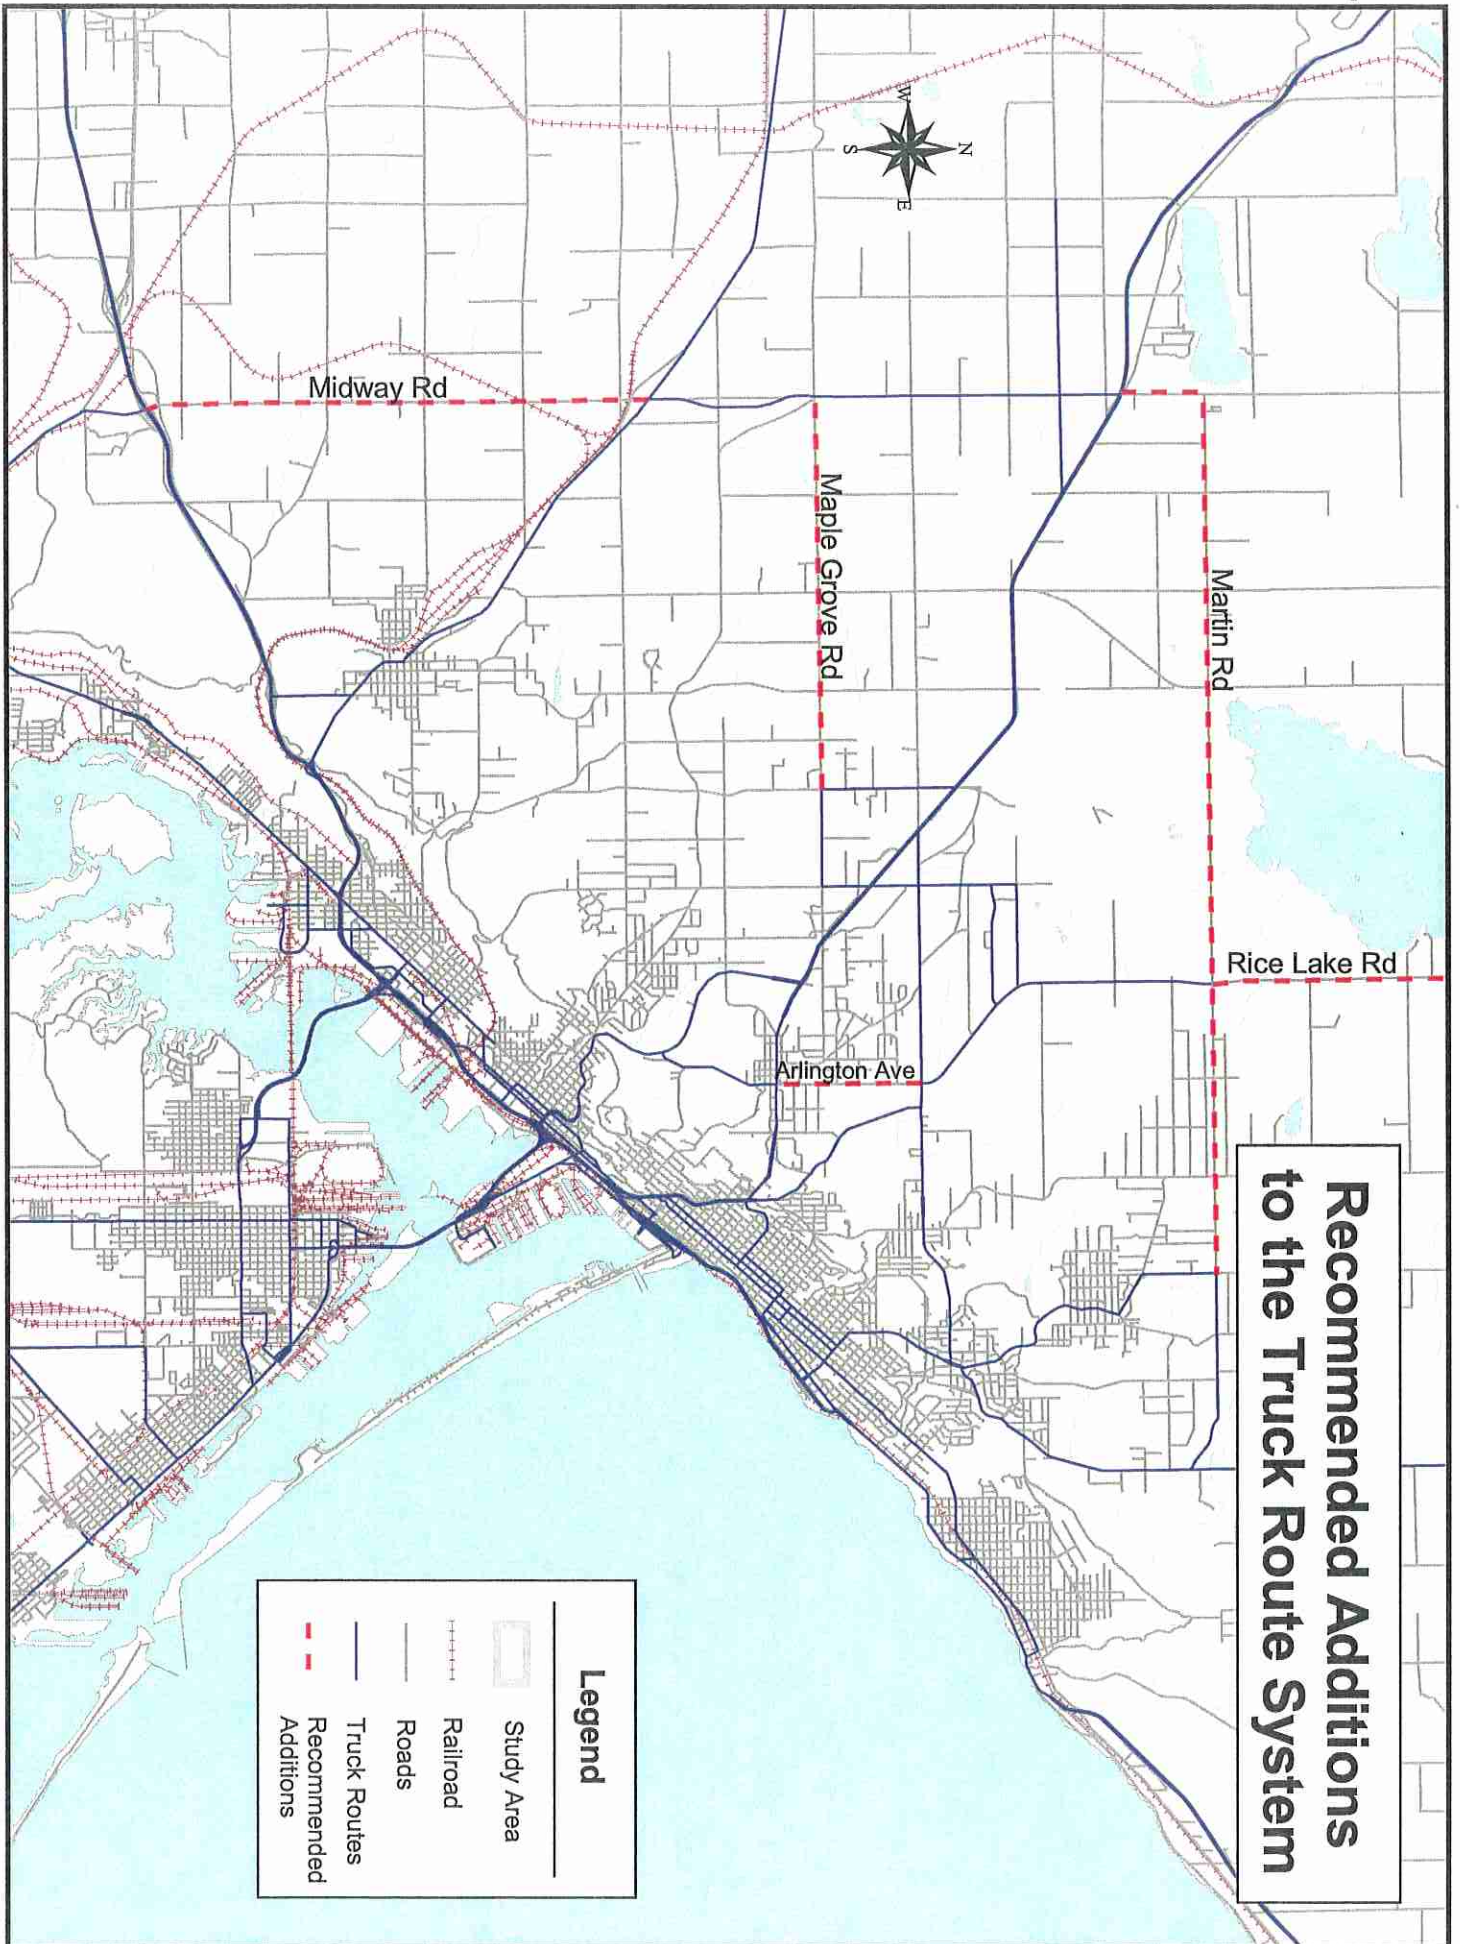 Recommended Additions
to the Truck Route System
N
W
E
S
Midway Rd
Maple Grove Rd
Martin Rd
Rice Lake Rd
Arlington Ave
Legend
Study Area
Railroad
Roads
Truck Routes
Recommended
Additions